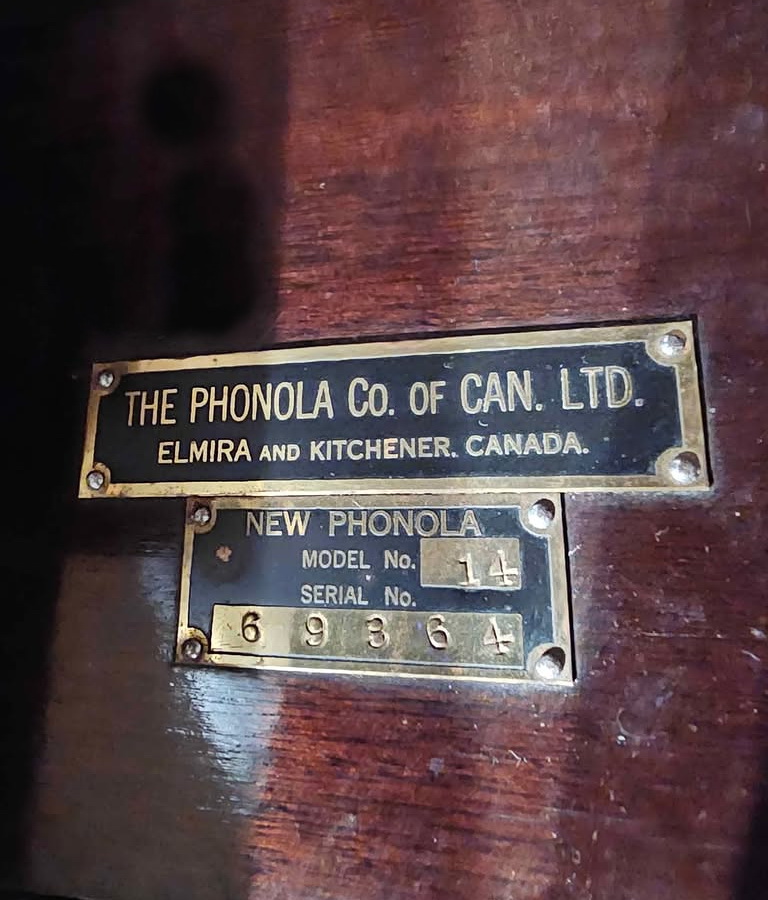 THE PHONOLA Co. OF CAN. LTD.
ELMIRA AND KITCHENER. CANADA.
NEW PHONOLA
MODEL No. 14
SERIAL No.
69364